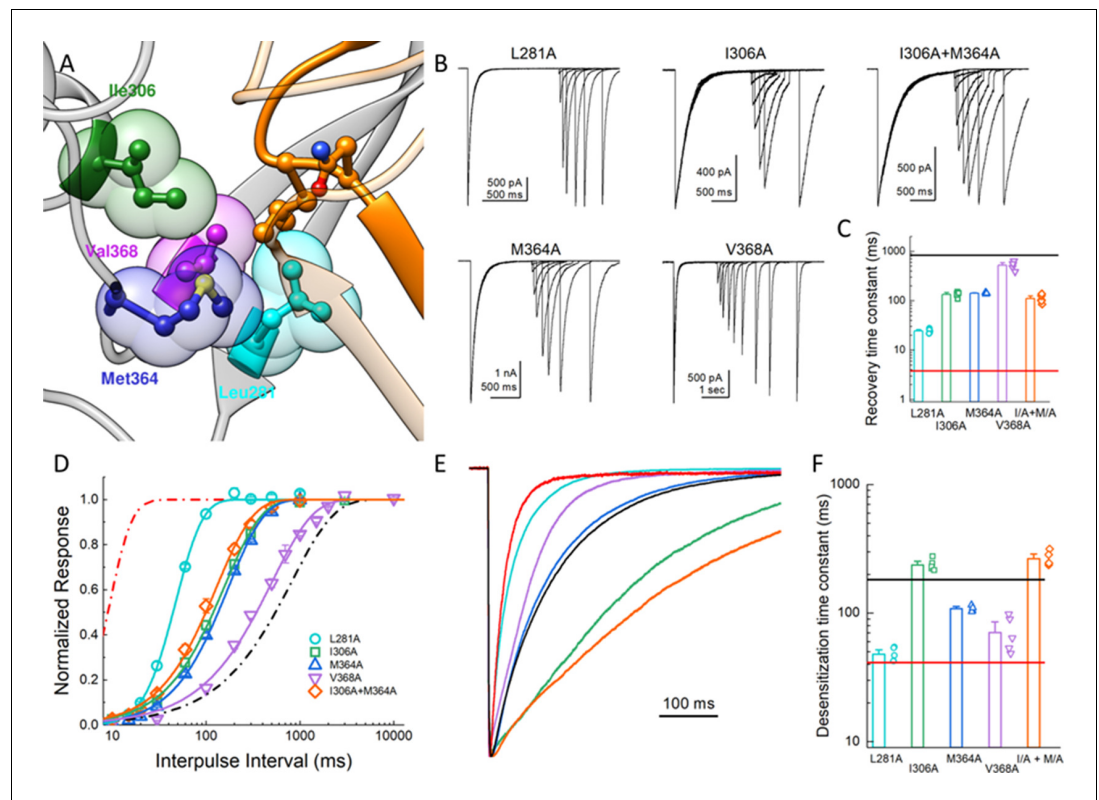 A
Ile306
Val368
Met364
Leu281
B
L281A
500 pA
500 ms
I306A
400 pA
500 ms
I306A+M364A
500 pA
500 ms
M364A
1 nA
500 ms
V368A
500 pA
1 sec
C
Recovery time constant (ms)
1000
100
10
1
L281A
I306A
M364A
V368A
I/A+M/A
D
Normalized Response
1.0
0.8
0.6
0.4
0.2
0.0
10
100
1000
10000
Interpulse Interval (ms)
L281A
I306A
M364A
V368A
I306A+M364A
E
100 ms
F
Desensitization time constant (ms)
1000
100
10
L281A
I306A
M364A
V368A
I/A + M/A